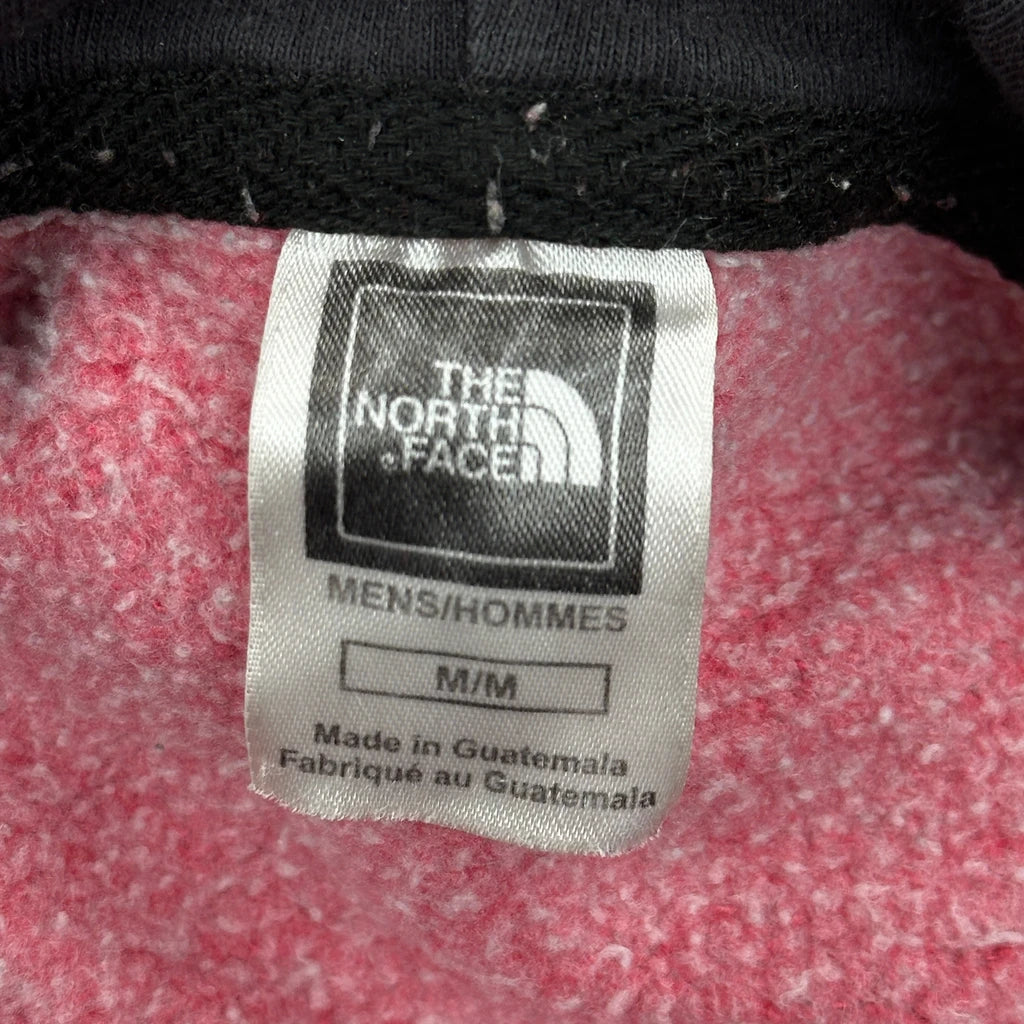 THE
NORTH
FACE
MENS/HOMMES
M/M
Made in Guatemala
Fabriqué au Guatemala